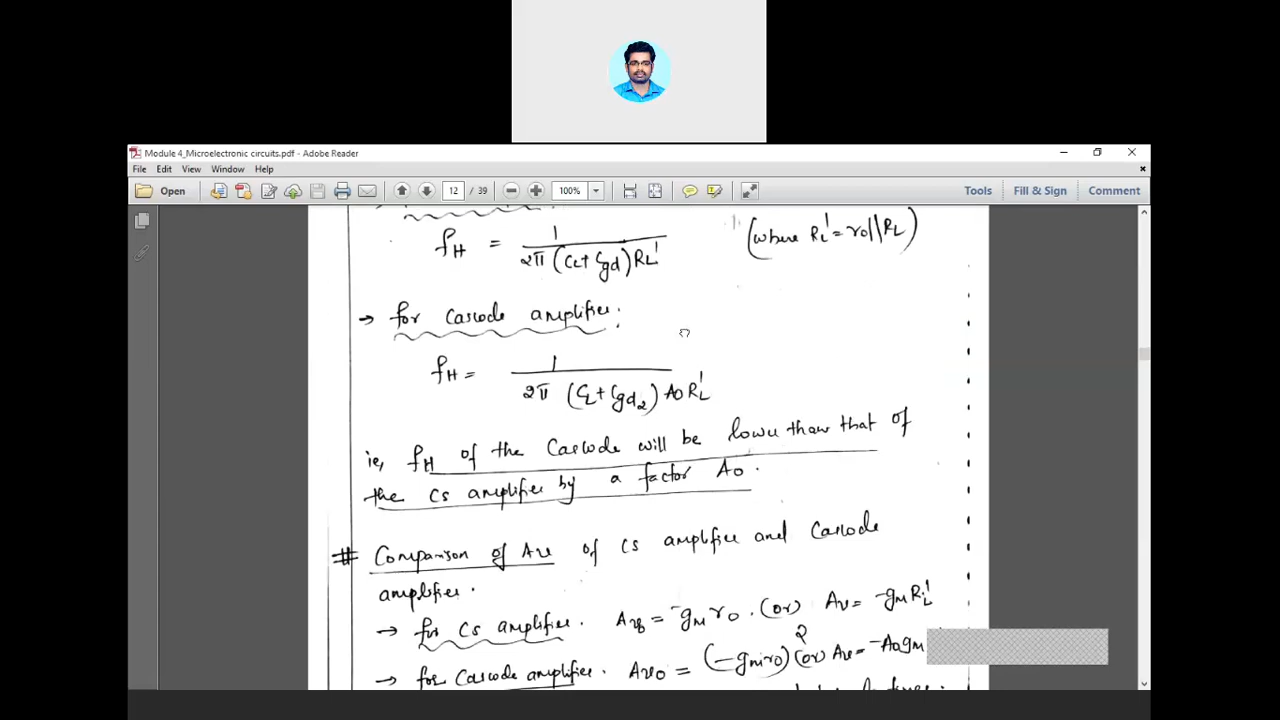 Module 4_Microelectronic circuits.pdf - Adobe Reader
File Edit View Window Help
Open 12 / 39 100% Tools Fill & Sign Comment
fH = 1 / 2π (CL+Cgd) RL' (where RL' = ro||RL)
→ for Cascode amplifier:
fH = 1 / 2π (CL+Cgd2) A0 RL'
ie, fH of the Cascode will be lower than that of
the CS amplifier by a factor A0.
# Comparison of Av of CS amplifier and Cascode
amplifier.
→ for CS amplifier. = -gm ro. (or) Av = -gm RL'
→ for Cascode amplifier. Avo = (-gm ro)2 (or) Av = -A0 gm